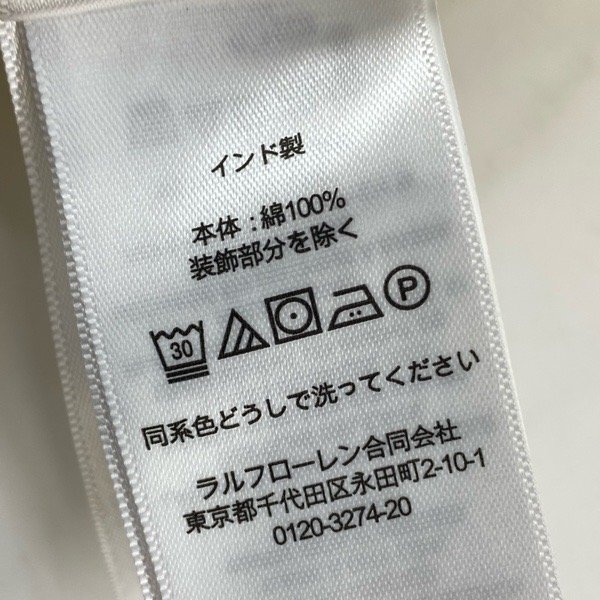 インド製
本体 : 綿100%
装飾部分を除く
30
P
同系色どうしで洗ってください
ラルフローレン合同会社
東京都千代田区永田町2-10-1
0120-3274-20